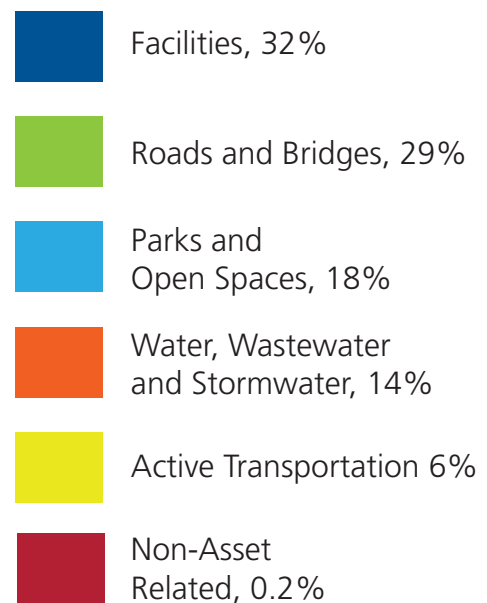 Facilities, 32%
Roads and Bridges, 29%
Parks and
Open Spaces, 18%
Water, Wastewater
and Stormwater, 14%
Active Transportation 6%
Non-Asset
Related, 0.2%